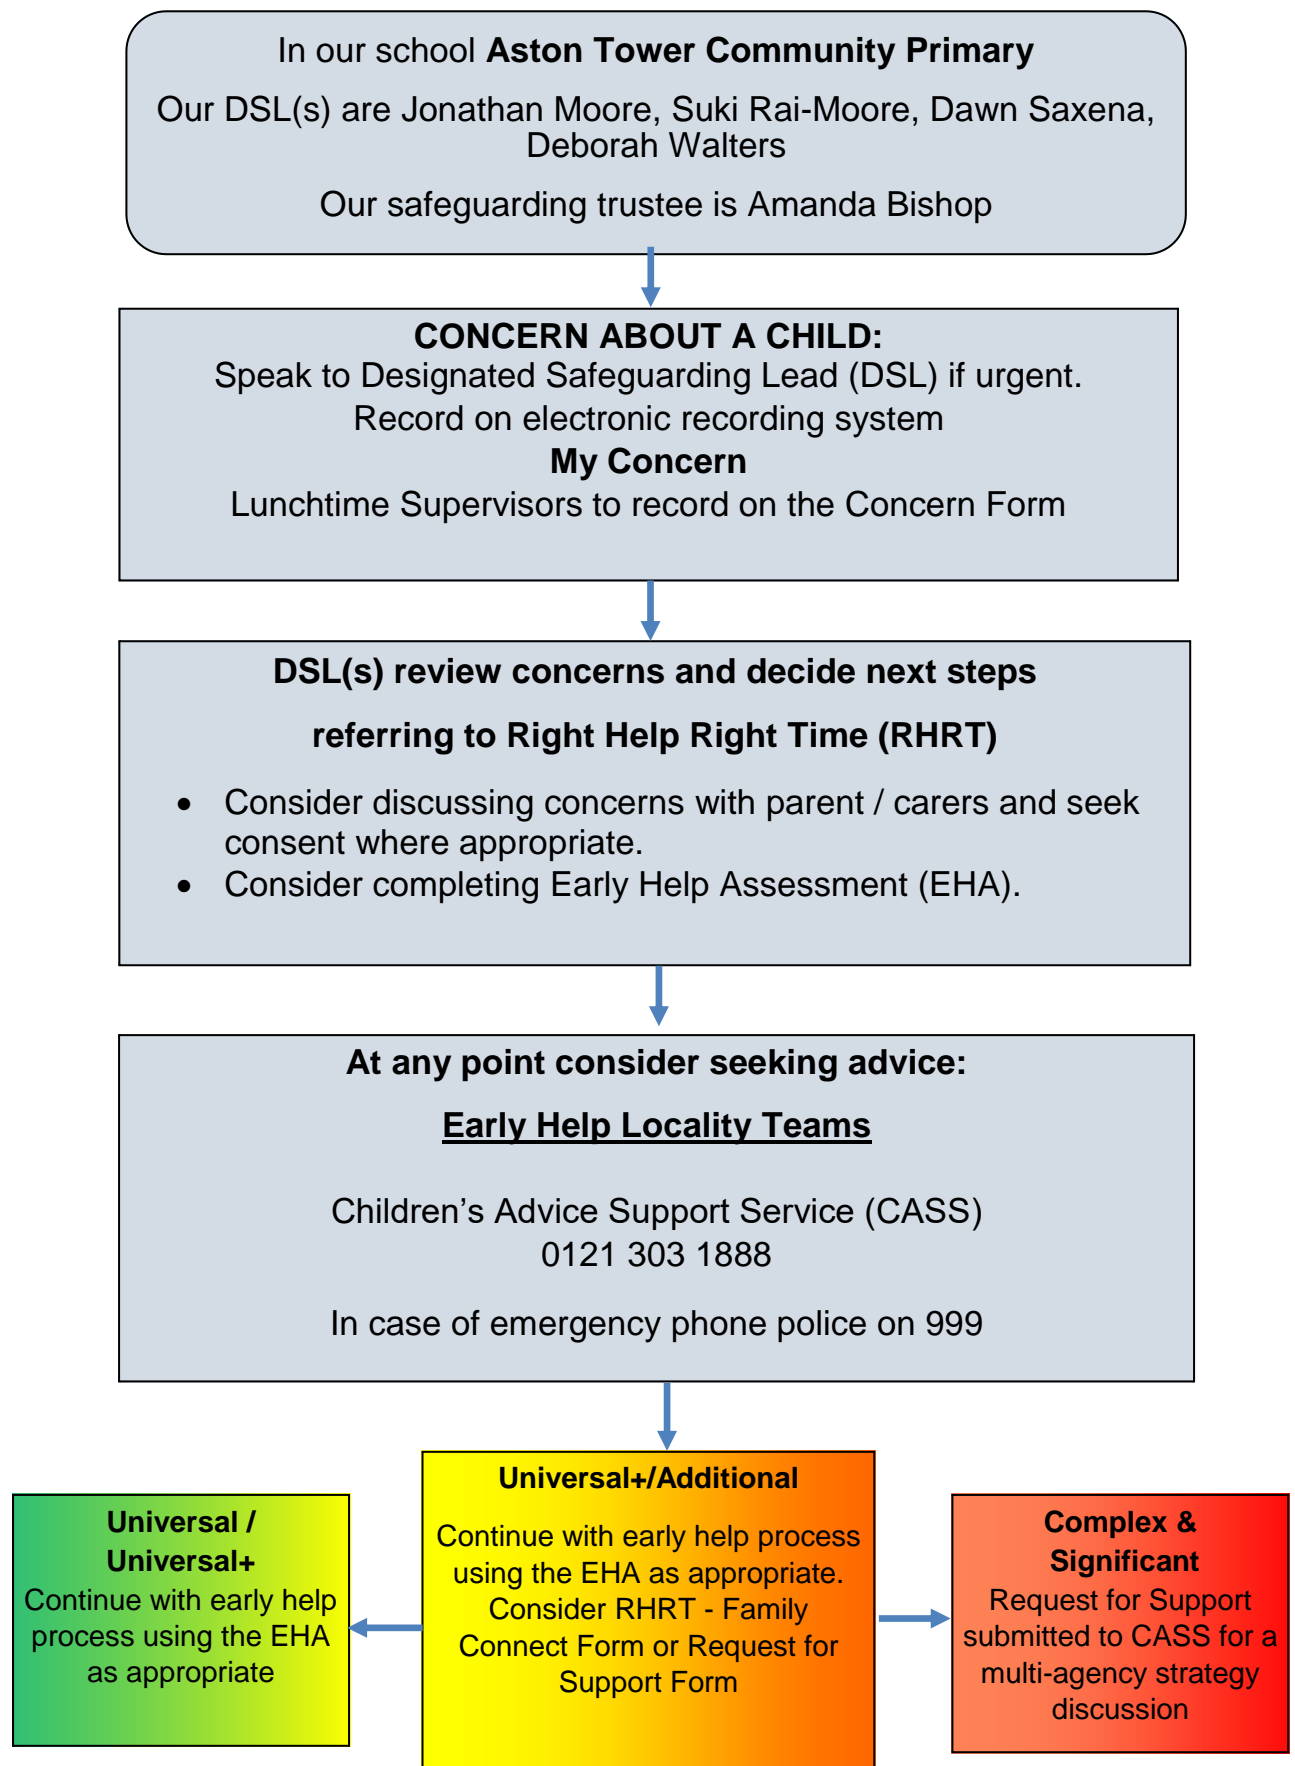 In our school Aston Tower Community Primary
Our DSL(s) are Jonathan Moore, Suki Rai-Moore, Dawn Saxena,
Deborah Walters
Our safeguarding trustee is Amanda Bishop
CONCERN ABOUT A CHILD:
Speak to Designated Safeguarding Lead (DSL) if urgent.
Record on electronic recording system
My Concern
Lunchtime Supervisors to record on the Concern Form
DSL(s) review concerns and decide next steps
referring to Right Help Right Time (RHRT)
• Consider discussing concerns with parent / carers and seek
consent where appropriate.
• Consider completing Early Help Assessment (EHA).
At any point consider seeking advice:
Early Help Locality Teams
Children’s Advice Support Service (CASS)
0121 303 1888
In case of emergency phone police on 999
Universal /
Universal+
Continue with early help
process using the EHA
as appropriate
Universal+/Additional
Continue with early help process
using the EHA as appropriate.
Consider RHRT - Family
Connect Form or Request for
Support Form
Complex &
Significant
Request for Support
submitted to CASS for a
multi-agency strategy
discussion